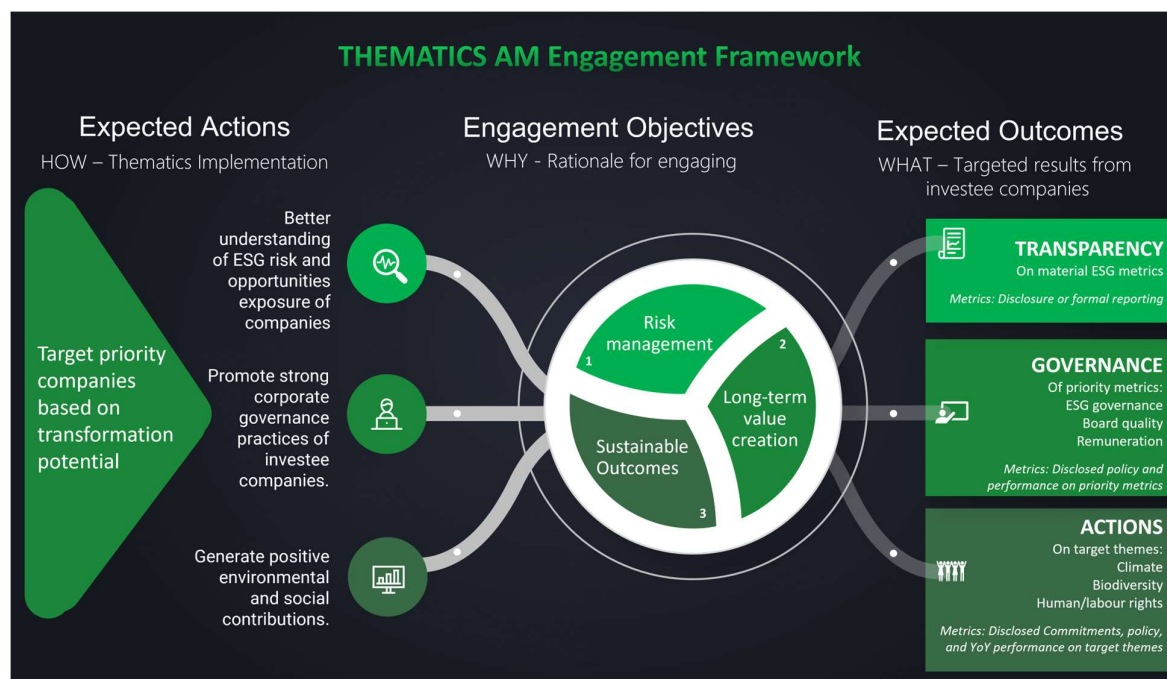 THEMATICS AM Engagement Framework
Expected Actions
HOW – Thematics Implementation
Target priority
companies
based on
transformation
potential
Better
understanding
of ESG risk and
opportunities
exposure of
companies
Promote strong
corporate
governance
practices of
investee
companies.
Generate positive
environmental
and social
contributions.
Engagement Objectives
WHY - Rationale for engaging
Risk
management
1
2
Long-term
value
creation
Sustainable
Outcomes
3
Expected Outcomes
WHAT – Targeted results from
investee companies
TRANSPARENCY
On material ESG metrics
Metrics: Disclosure or formal reporting
GOVERNANCE
Of priority metrics:
ESG governance
Board quality
Remuneration
Metrics: Disclosed policy and
performance on priority metrics
ACTIONS
On target themes:
Climate
Biodiversity
Human/labour rights
Metrics: Disclosed Commitments, policy,
and YoY performance on target themes